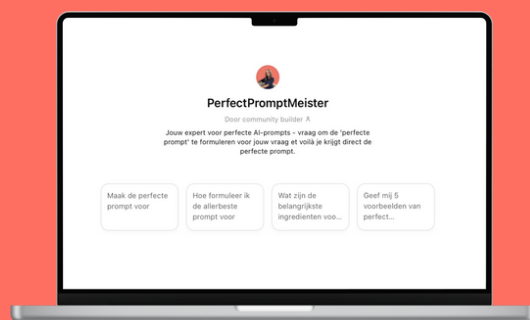 PerfectPromptMeister
Door community builder
Jouw expert voor perfecte AI-prompts - vraag om de 'perfecte
prompt' te formuleren voor jouw vraag en voilà je krijgt direct de
perfecte prompt.
Maak de perfecte
prompt voor
Hoe formuleer ik
de allerbeste
prompt voor
Wat zijn de
belangrijkste
ingredienten voo...
Geef mij 5
voorbeelden van
perfect...